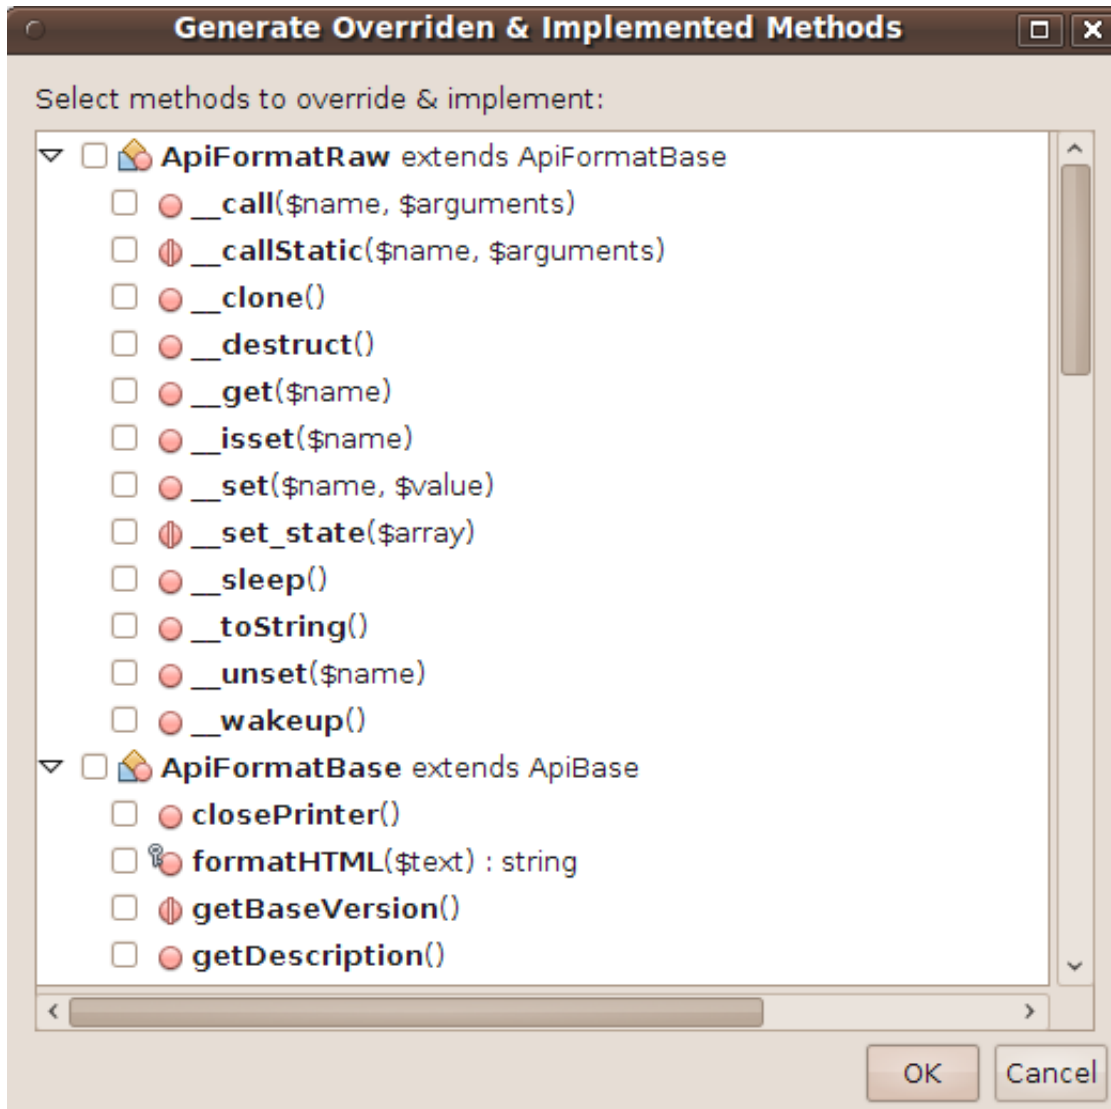 Generate Overriden & Implemented Methods
Select methods to override & implement:
ApiFormatRaw extends ApiFormatBase
__call($name, $arguments)
__callStatic($name, $arguments)
__clone()
__destruct()
__get($name)
__isset($name)
__set($name, $value)
__set_state($array)
__sleep()
__toString()
__unset($name)
__wakeup()
ApiFormatBase extends ApiBase
closePrinter()
formatHTML($text) : string
getBaseVersion()
getDescription()
OK Cancel